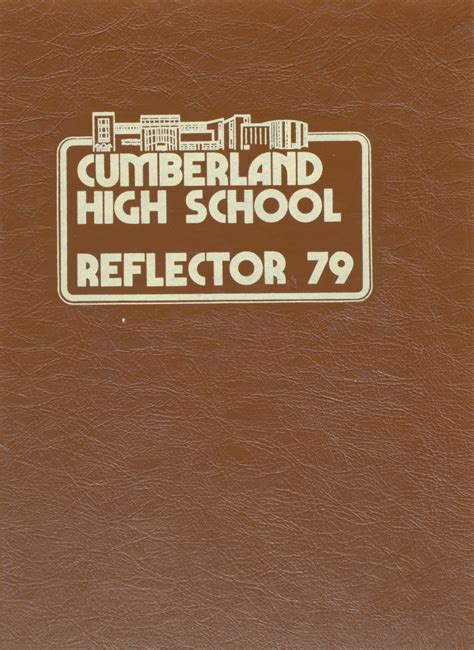 CUMBERLAND
HIGH SCHOOL
REFLECTOR 79